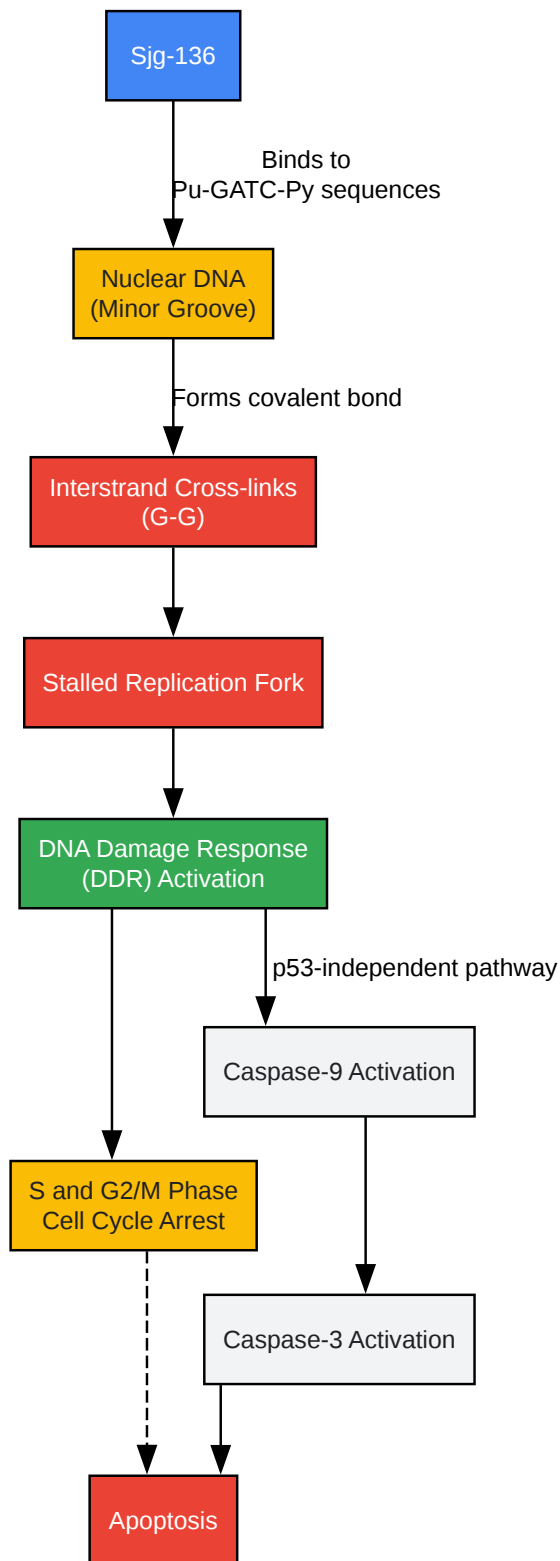 Sjg-136
Binds to
Pu-GATC-Py sequences
Nuclear DNA
(Minor Groove)
Forms covalent bond
Interstrand Cross-links
(G-G)
Stalled Replication Fork
DNA Damage Response
(DDR) Activation
p53-independent pathway
Caspase-9 Activation
S and G2/M Phase
Cell Cycle Arrest
Caspase-3 Activation
Apoptosis